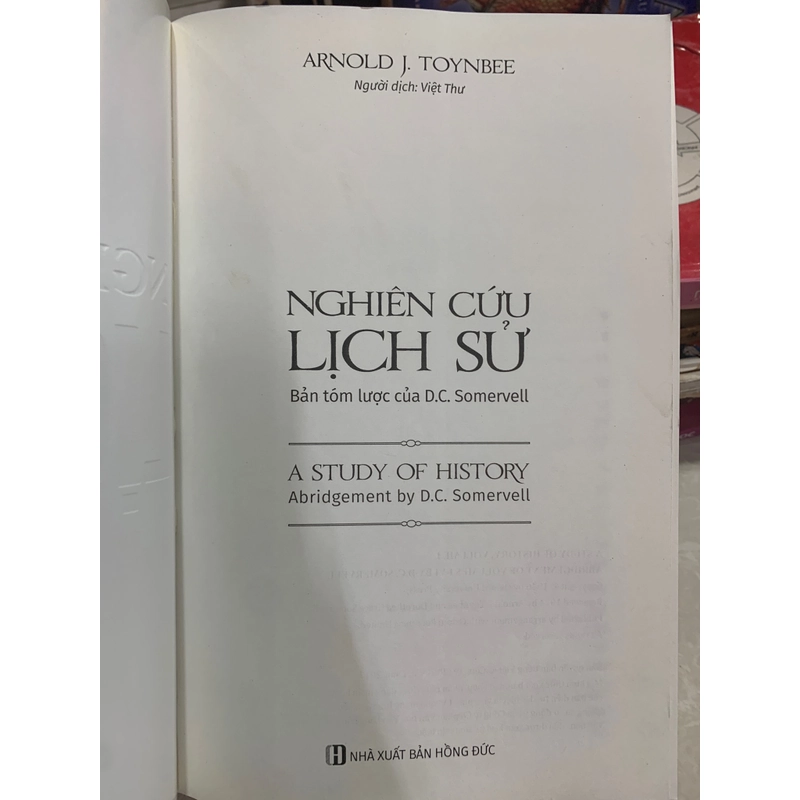 ARNOLD J. TOYNBEE
Người dịch: Việt Thư
NGHIÊN CỨU
LỊCH SỬ
Bản tóm lược của D.C. Somervell
A STUDY OF HISTORY
Abridgement by D.C. Somervell
NHÀ XUẤT BẢN HỒNG ĐỨC